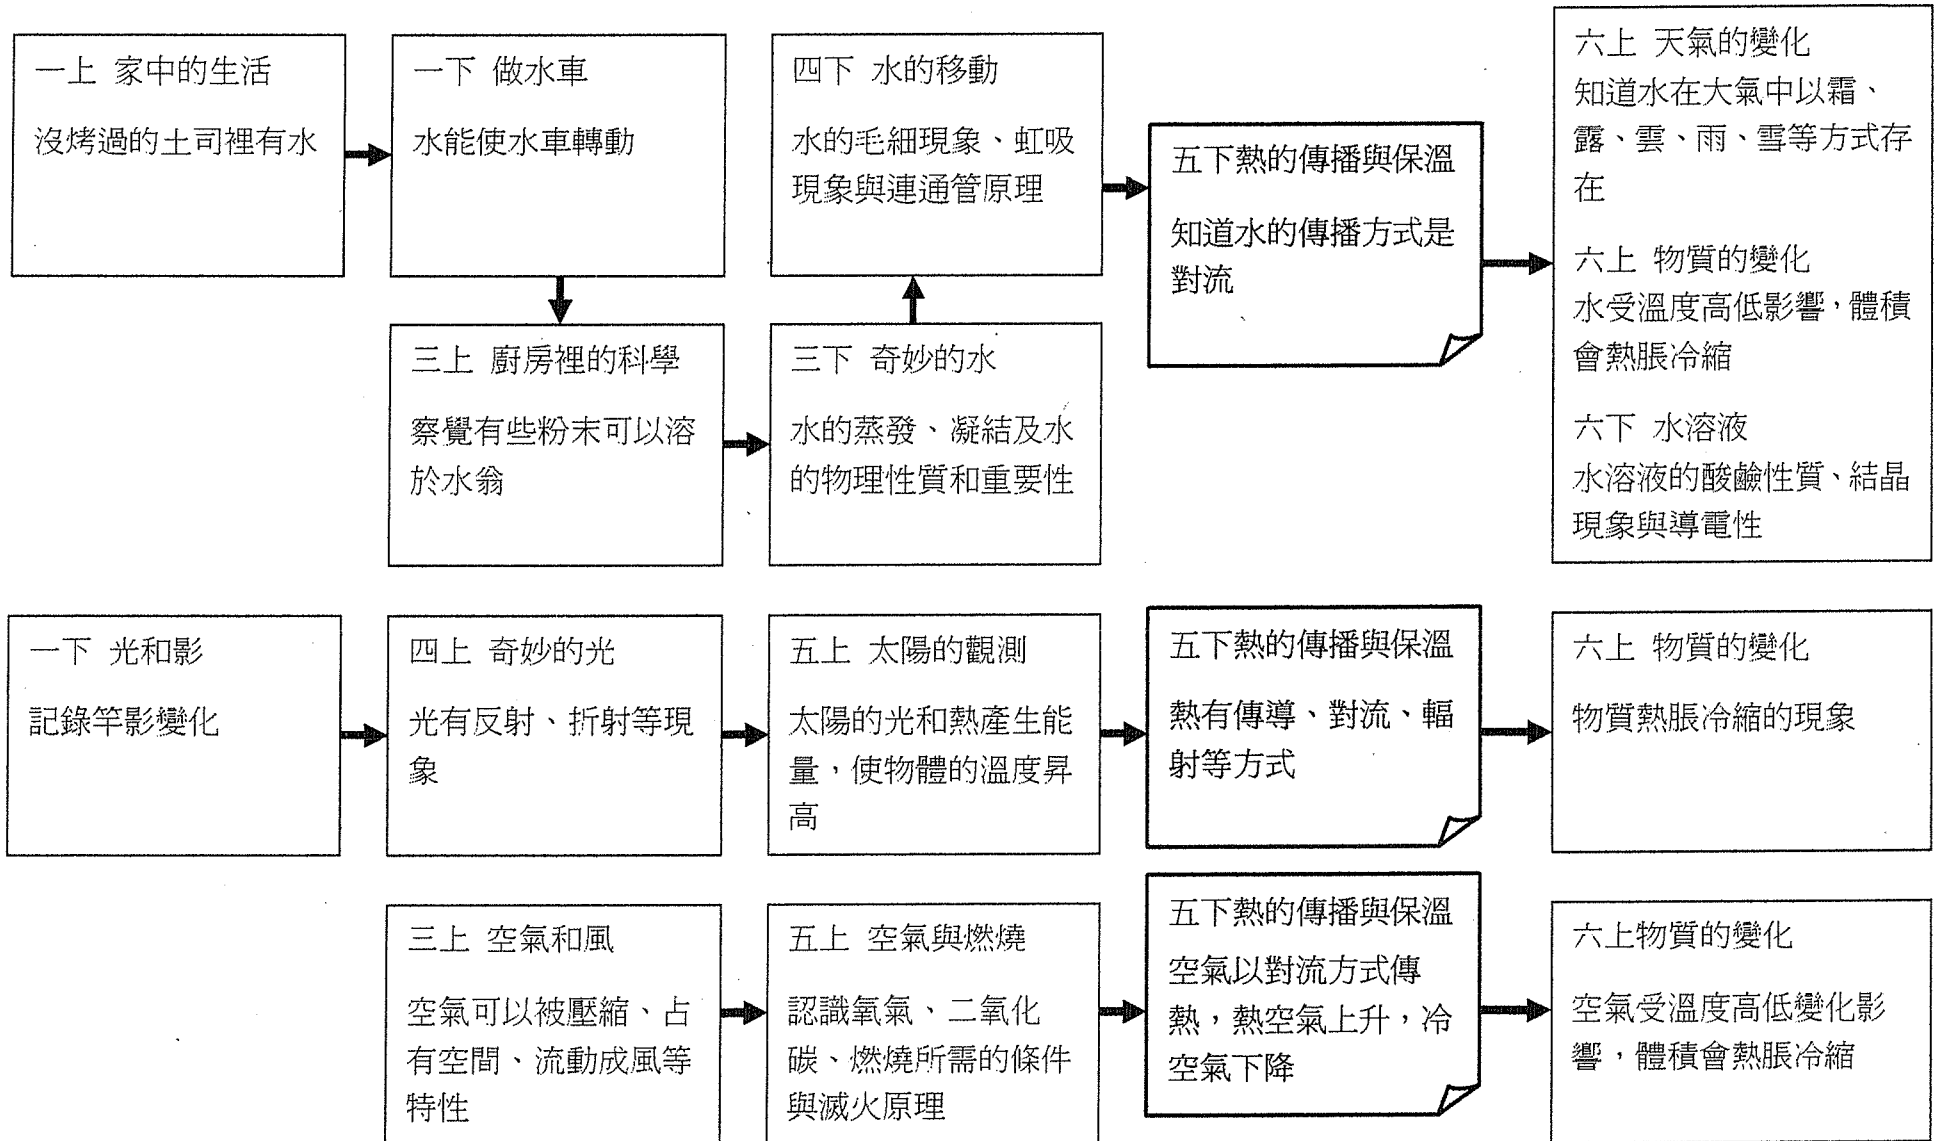 一上 家中的生活
沒烤過的土司裡有水
一下 做水車
水能使水車轉動
三上 廚房裡的科學
察覺有些粉末可以溶
於水翁
三下 奇妙的水
水的蒸發、凝結及水
的物理性質和重要性
四下 水的移動
水的毛細現象、虹吸
現象與連通管原理
五下熱的傳播與保溫
知道水的傳播方式是
對流
六上 天氣的變化
知道水在大氣中以霜、
露、雲、雨、雪等方式存
在
六上 物質的變化
水受溫度高低影響，體積
會熱脹冷縮
六下 水溶液
水溶液的酸鹼性質、結晶
現象與導電性
一下 光和影
記錄竿影變化
四上 奇妙的光
光有反射、折射等現
象
五上 太陽的觀測
太陽的光和熱產生能
量，使物體的溫度昇
高
五下熱的傳播與保溫
熱有傳導、對流、輻
射等方式
六上 物質的變化
物質熱脹冷縮的現象
三上 空氣和風
空氣可以被壓縮、占
有空間、流動成風等
特性
五上 空氣與燃燒
認識氧氣、二氧化
碳、燃燒所需的條件
與滅火原理
五下熱的傳播與保溫
空氣以對流方式傳
熱，熱空氣上升，冷
空氣下降
六上物質的變化
空氣受溫度高低變化影
響，體積會熱脹冷縮